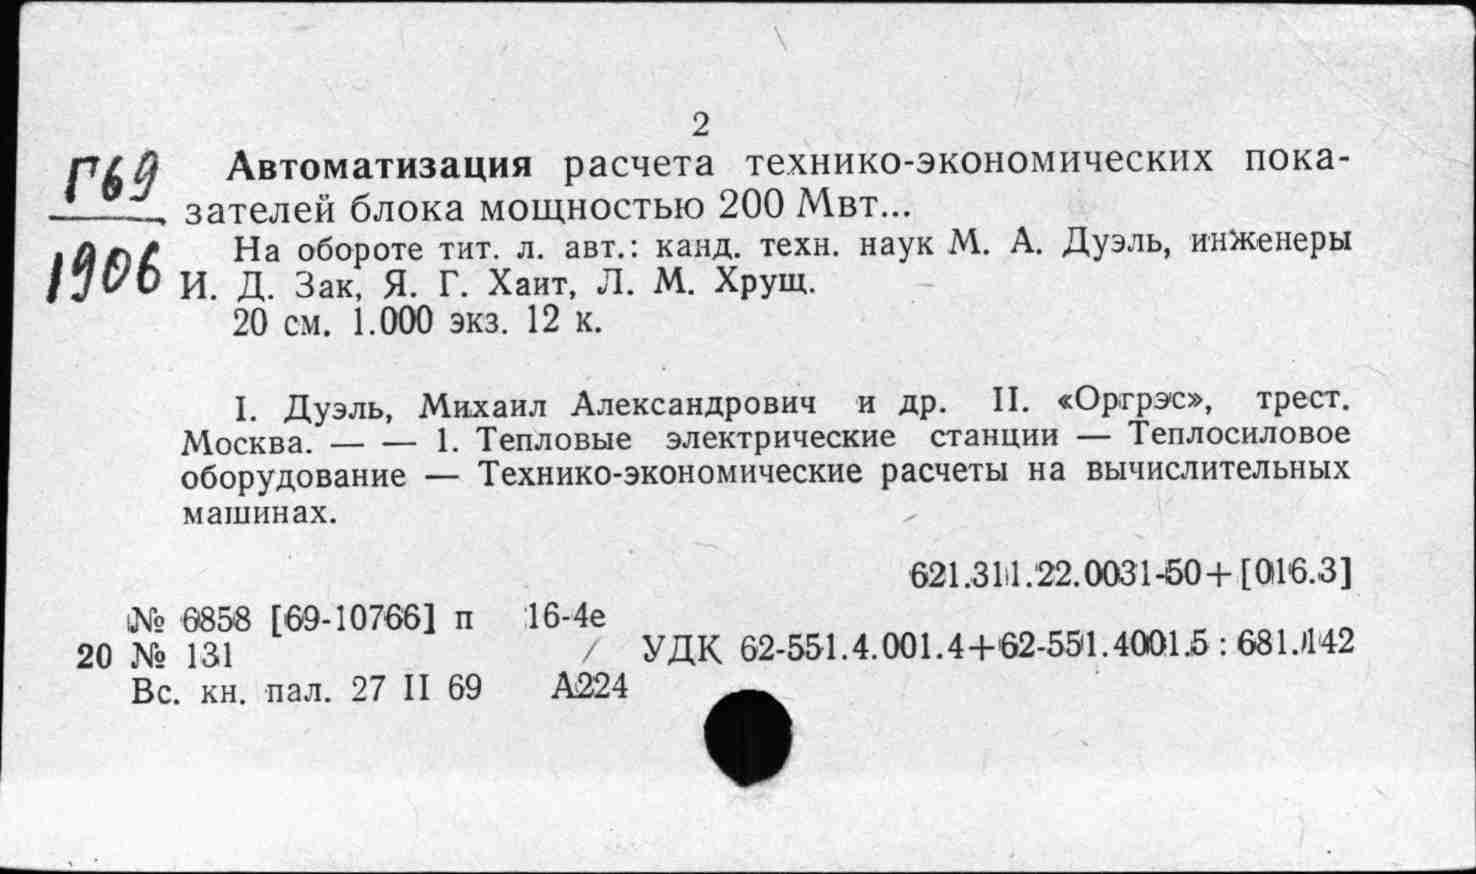 2
Г69
1906
Автоматизация расчета технико-экономических пока-
зателей блока мощностью 200 Мвт...
На обороте тит. л. авт.: канд. техн. наук М. А. Дуэль, инженеры
И. Д. Зак, Я. Г. Хаит, Л. М. Хрущ.
20 см. 1.000 экз. 12 к.
I. Дуэль, Михаил Александрович и др. II. «Оргрэс», трест.
Москва. — — 1. Тепловые электрические станции — Теплосиловое
оборудование — Технико-экономические расчеты на вычислительных
машинах.
621.311.22.0031-50+[016.3]
№ 6858 [69-10766] п 16-4е
20 № 131 / УДК 62-551.4.001.4+62-551.4001.5 : 681.142
Вс. кн. пал. 27 II 69 А224